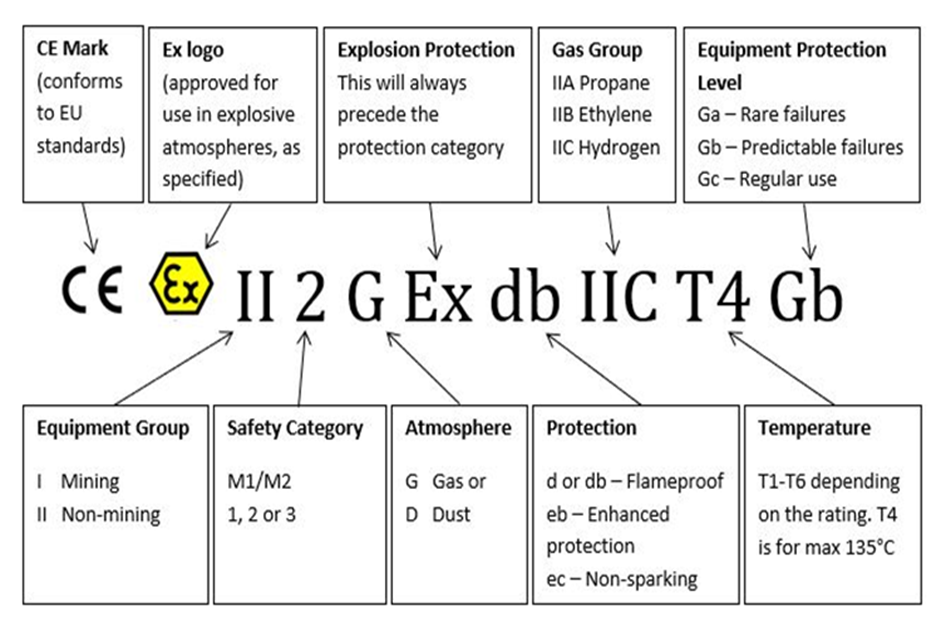 CE Mark
(conforms
to EU
standards)
Ex logo
(approved for
use in explosive
atmospheres, as
specified)
Explosion Protection
This will always
precede the
protection category
Gas Group
IIA Propane
IIB Ethylene
IIC Hydrogen
Equipment Protection
Level
Ga – Rare failures
Gb – Predictable failures
Gc – Regular use
CE Ex II 2 G Ex db IIC T4 Gb
Equipment Group
I Mining
II Non-mining
Safety Category
M1/M2
1, 2 or 3
Atmosphere
G Gas or
D Dust
Protection
d or db – Flameproof
eb – Enhanced
protection
ec – Non-sparking
Temperature
T1-T6 depending
on the rating. T4
is for max 135°C